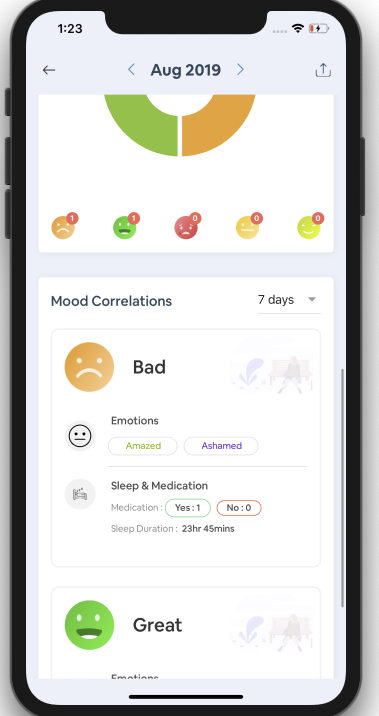 1:23
Aug 2019
1
1
0
0
0
Mood Correlations
7 days
Bad
Emotions
Amazed Ashamed
Sleep & Medication
Medication : Yes : 1 No : 0
Sleep Duration : 23hr 45mins
Great
Emotions